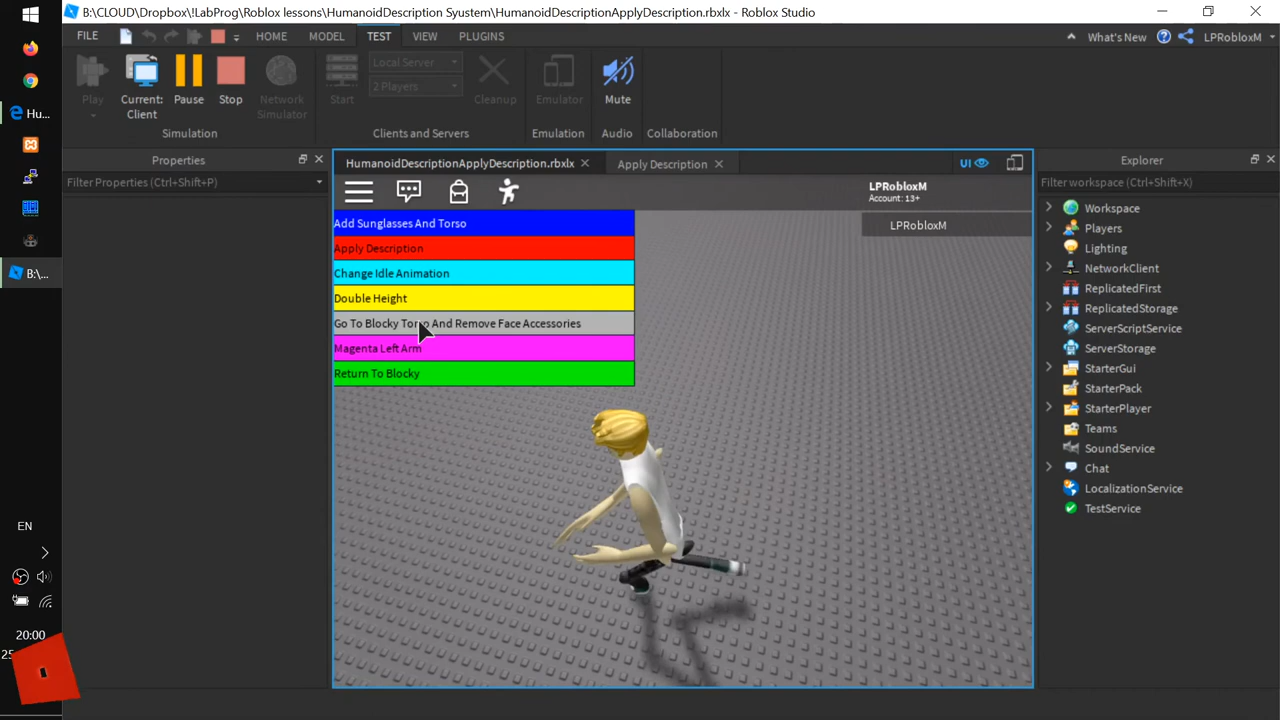 B:\CLOUD\Dropbox\!LabProg\Roblox lessons\HumanoidDescription Syustem\HumanoidDescriptionApplyDescription.rbxlx - Roblox Studio
FILE HOME MODEL TEST VIEW PLUGINS What's New LPRobloxM
Play Current: Client Pause Stop Network Simulator
Local Server
2 Players
Start Cleanup Emulator Mute
Simulation Clients and Servers Emulation Audio Collaboration
Hu...
B:\...
EN
20:00
Properties
Filter Properties (Ctrl+Shift+P)
HumanoidDescriptionApplyDescription.rbxlx Apply Description UI
LPRobloxM
Account: 13+
LPRobloxM
Add Sunglasses And Torso
Apply Description
Change Idle Animation
Double Height
Go To Blocky Torso And Remove Face Accessories
Magenta Left Arm
Return To Blocky
Explorer
Filter workspace (Ctrl+Shift+X)
Workspace
Players
Lighting
NetworkClient
ReplicatedFirst
ReplicatedStorage
ServerScriptService
ServerStorage
StarterGui
StarterPack
StarterPlayer
Teams
SoundService
Chat
LocalizationService
TestService